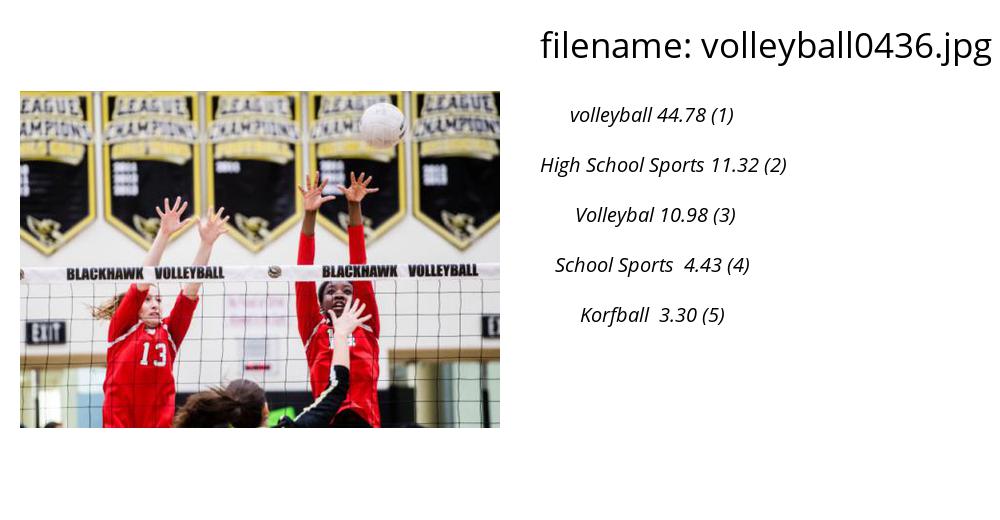 filename: volleyball0436.jpg
volleyball 44.78 (1)
High School Sports 11.32 (2)
Volleybal 10.98 (3)
School Sports 4.43 (4)
Korfball 3.30 (5)
LEAGUE LEAGUE LEAGUE LEAGUE LEAGUE
CHAMPIONS CHAMPIONS CHAMPIONS CHAMPIONS
BLACKHAWK VOLLEYBALL BLACKHAWK VOLLEYBALL
EXIT
13